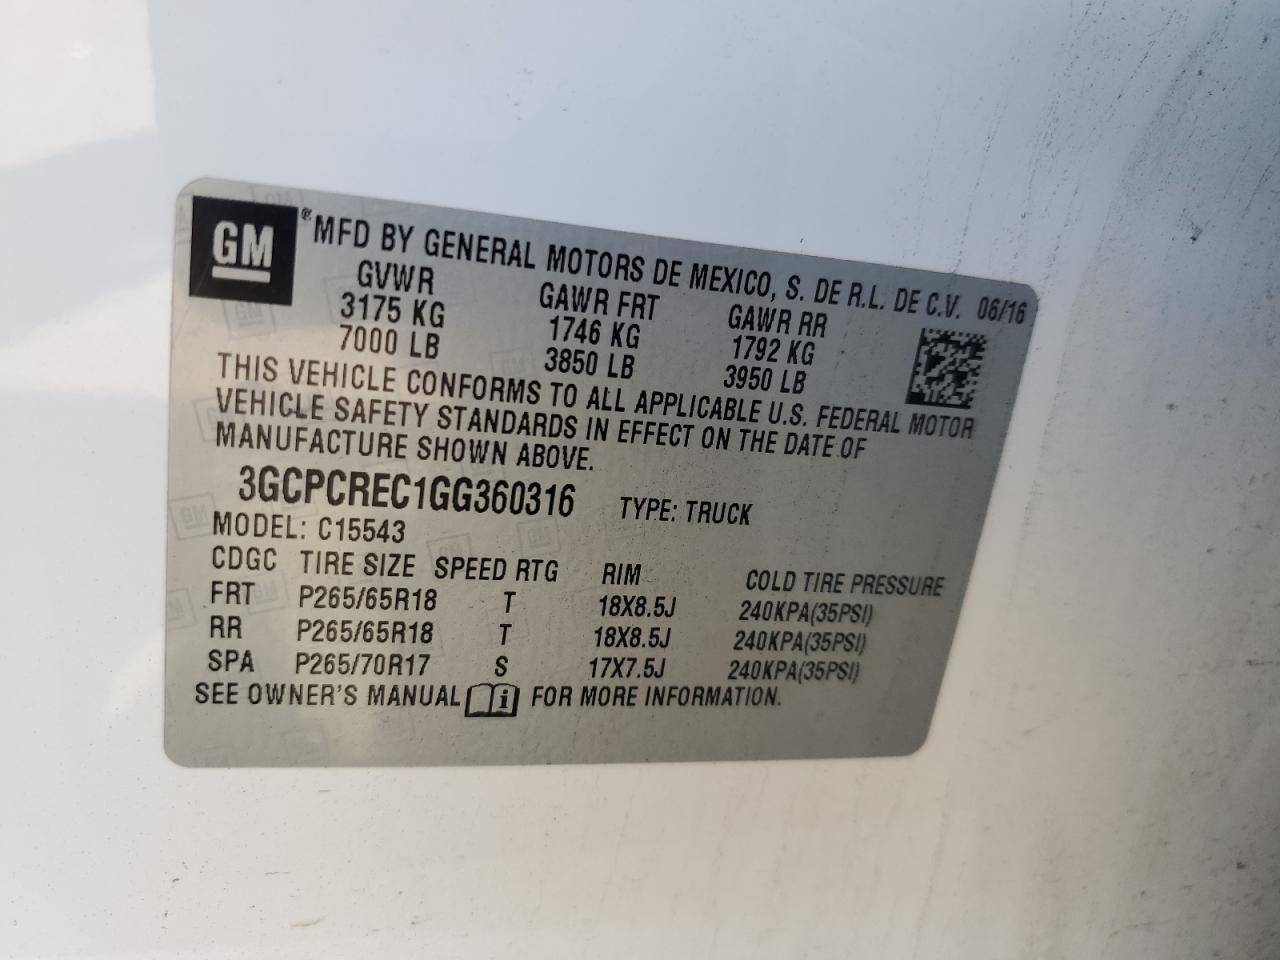 GM
® MFD BY GENERAL MOTORS DE MEXICO, S. DE R.L. DE C.V. 06/16
GVWR GAWR FRT GAWR RR
3175 KG 1746 KG 1792 KG
7000 LB 3850 LB 3950 LB
THIS VEHICLE CONFORMS TO ALL APPLICABLE U.S. FEDERAL MOTOR
VEHICLE SAFETY STANDARDS IN EFFECT ON THE DATE OF
MANUFACTURE SHOWN ABOVE.
3GCPCREC1GG360316 TYPE: TRUCK
MODEL: C15543
CDGC TIRE SIZE SPEED RTG RIM COLD TIRE PRESSURE
FRT P265/65R18 T 18X8.5J 240KPA(35PSI)
RR P265/65R18 T 18X8.5J 240KPA(35PSI)
SPA P265/70R17 S 17X7.5J 240KPA(35PSI)
SEE OWNER'S MANUAL i FOR MORE INFORMATION.